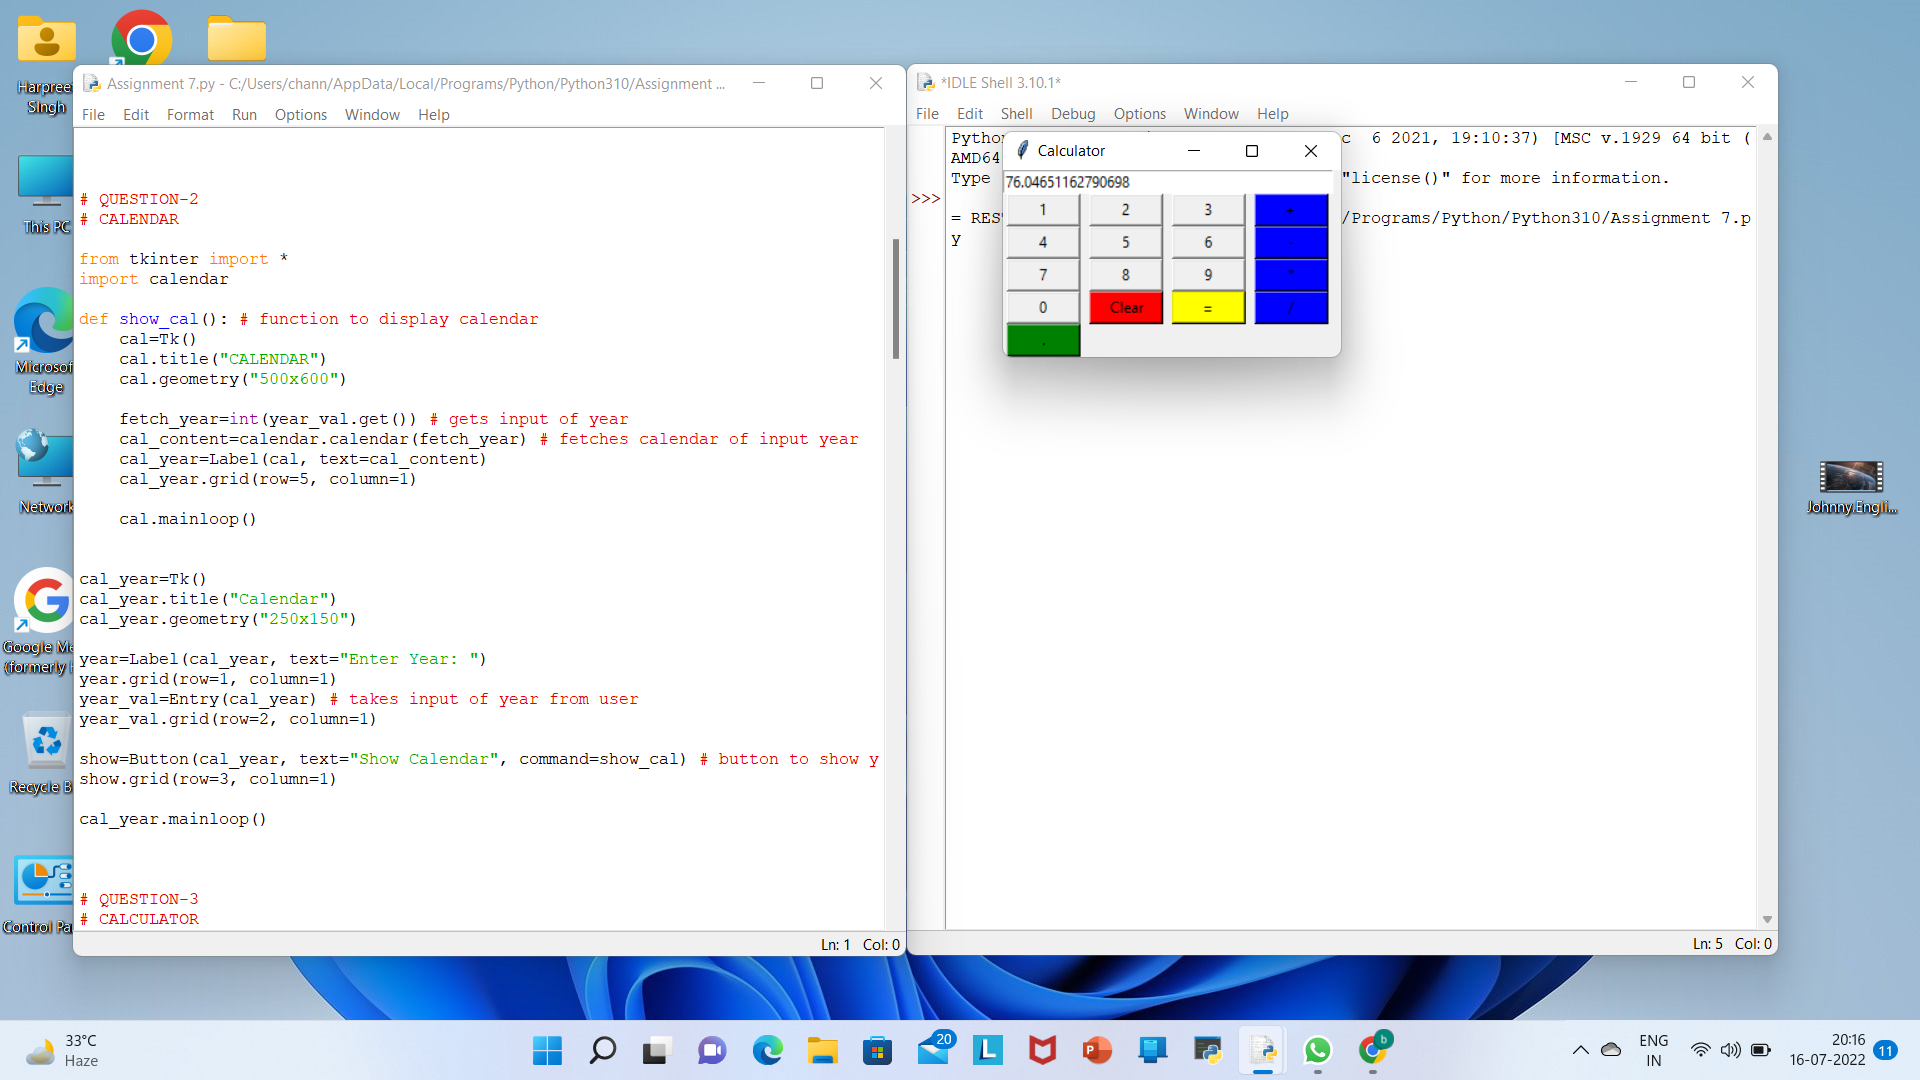 Harpreet
Singh
This PC
Microsof
Edge
Network
Google Me
(formerly
Recycle B
Control Pa
Assignment 7.py - C:/Users/chann/AppData/Local/Programs/Python/Python310/Assignment ...
File Edit Format Run Options Window Help
# QUESTION-2
# CALENDAR
from tkinter import *
import calendar
def show_cal(): # function to display calendar
cal=Tk()
cal.title("CALENDAR")
cal.geometry("500x600")
fetch_year=int(year_val.get()) # gets input of year
cal_content=calendar.calendar(fetch_year) # fetches calendar of input year
cal_year=Label(cal, text=cal_content)
cal_year.grid(row=5, column=1)
cal.mainloop()
cal_year=Tk()
cal_year.title("Calendar")
cal_year.geometry("250x150")
year=Label(cal_year, text="Enter Year: ")
year.grid(row=1, column=1)
year_val=Entry(cal_year) # takes input of year from user
year_val.grid(row=2, column=1)
show=Button(cal_year, text="Show Calendar", command=show_cal) # button to show y
show.grid(row=3, column=1)
cal_year.mainloop()
# QUESTION-3
# CALCULATOR
Ln: 1 Col: 0
*IDLE Shell 3.10.1*
File Edit Shell Debug Options Window Help
Pytho c 6 2021, 19:10:37) [MSC v.1929 64 bit (
AMD64
Type "license()" for more information.
>>>
= RES /Programs/Python/Python310/Assignment 7.p
y
Ln: 5 Col: 0
Calculator
76.04651162790698
1 2 3 +
4 5 6 -
7 8 9 *
0 Clear = /
.
Johnny.Engli...
33°C
Haze
20
b
ENG
IN
20:16
16-07-2022
11